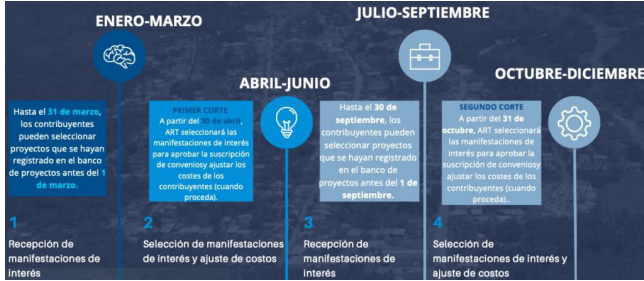 ENERO-MARZO
Hasta el 31 de marzo,
los contribuyentes
pueden seleccionar
proyectos que se hayan
registrado en el banco
de proyectos antes del 1
de marzo.
1
Recepción de
manifestaciones de
interés
ABRIL-JUNIO
PRIMER CORTE
A partir del 30 de abril,
ART seleccionará las
manifestaciones de interés
para aprobar la suscripción
de conveniosy ajustar los
costes de los
contribuyentes (cuando
proceda).
2
Selección de manifestaciones
de interés y ajuste de costos
JULIO-SEPTIEMBRE
Hasta el 30 de
septiembre, los
contribuyentes pueden
seleccionar proyectos
que se hayan registrado
en el banco de
proyectos antes del 1 de
septiembre.
3
Recepción de
manifestaciones de
interés
OCTUBRE-DICIEMBRE
SEGUNDO CORTE
A partir del 31 de
octubre, ART seleccionará
las manifestaciones de
interés para aprobar la
suscripción de conveniosy
ajustar los costes de los
contribuyentes (cuando
proceda)..
4
Selección de
manifestaciones de interés y
ajuste de costos